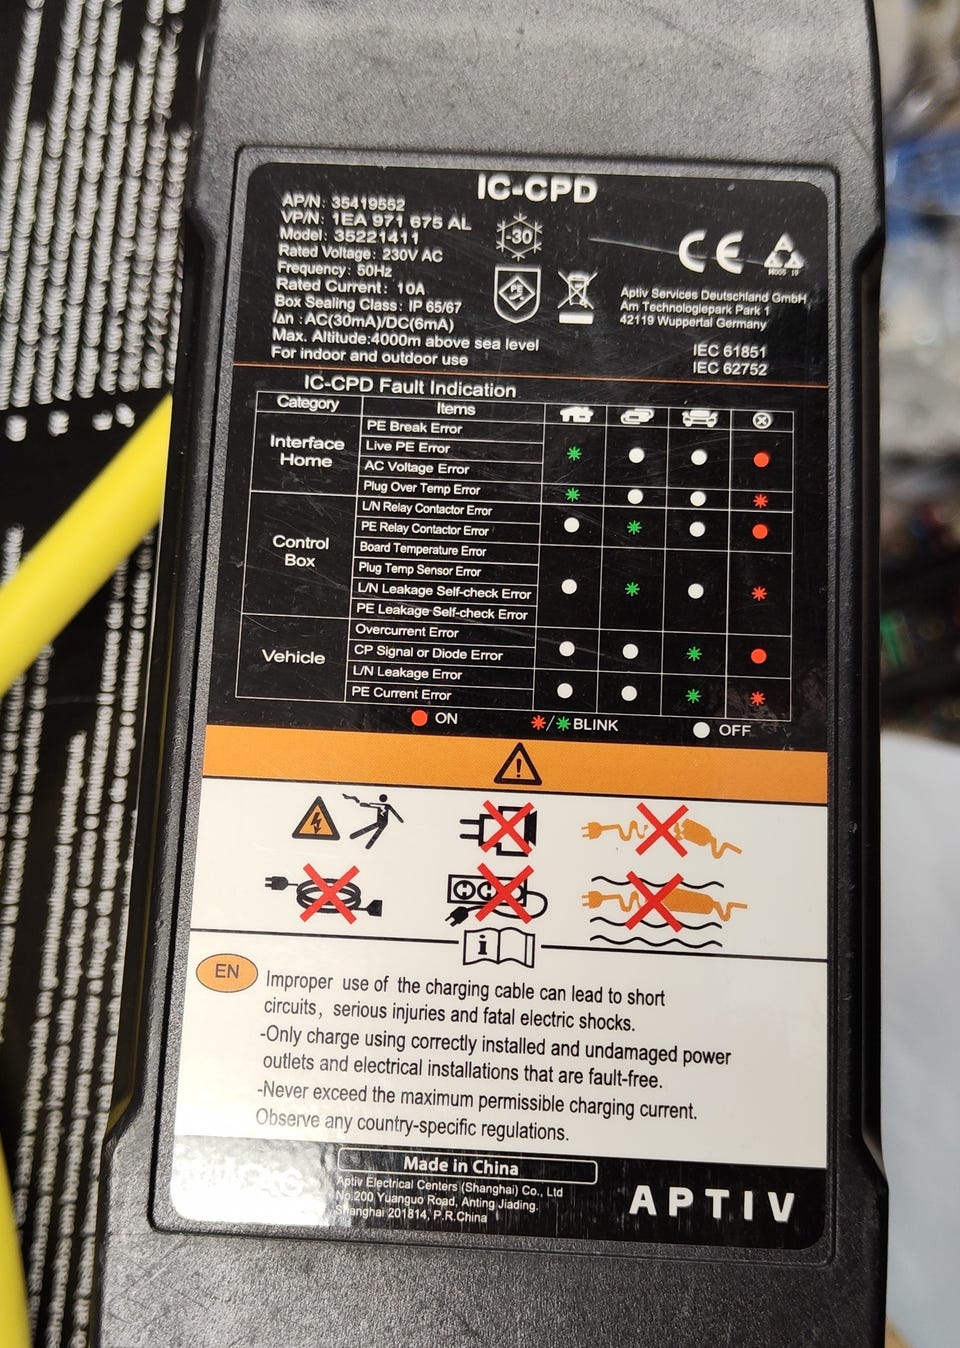 IC-CPD
AP/N: 35419552
VP/N: 1EA 971 675 AL
Model: 35221411
Rated Voltage: 230V AC
Frequency: 50Hz
Rated Current: 10A
Box Sealing Class: IP 65/67
IΔn :AC(30mA)/DC(6mA)
Max. Altitude:4000m above sea level
For indoor and outdoor use
-30
PE
CE
Aptiv Services Deutschland GmbH
Am Technologiepark Park 1
42119 Wuppertal Germany
IEC 61851
IEC 62752
IC-CPD Fault Indication
Category Items
Interface Home
PE Break Error
Live PE Error
AC Voltage Error
Plug Over Temp Error
Control Box
L/N Relay Contactor Error
PE Relay Contactor Error
Board Temperature Error
Plug Temp Sensor Error
L/N Leakage Self-check Error
PE Leakage Self-check Error
Vehicle
Overcurrent Error
CP Signal or Diode Error
L/N Leakage Error
PE Current Error
ON / BLINK OFF
i
EN
Improper use of the charging cable can lead to short
circuits, serious injuries and fatal electric shocks.
-Only charge using correctly installed and undamaged power
outlets and electrical installations that are fault-free.
-Never exceed the maximum permissible charging current.
Observe any country-specific regulations.
Made in China
Aptiv Electrical Centers (Shanghai) Co., Ltd
No.200 Yuanguo Road, Anting Jiading.
Shanghai 201814, P.R.China
APTIV